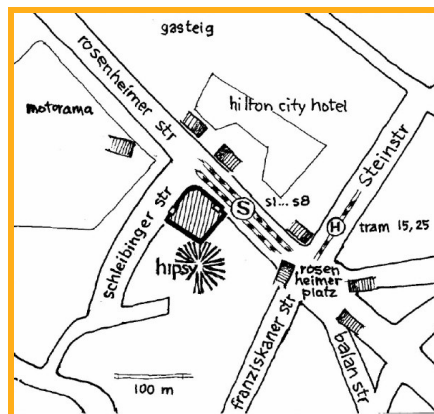 gasteig
rosenheimer
str
motorama
hilton city hotel
Steinstr
s1... s8
S
H
tram 15,25
schleibinger str
hipsy
rosen
heimer
platz
100 m
franziskaner str
balan str